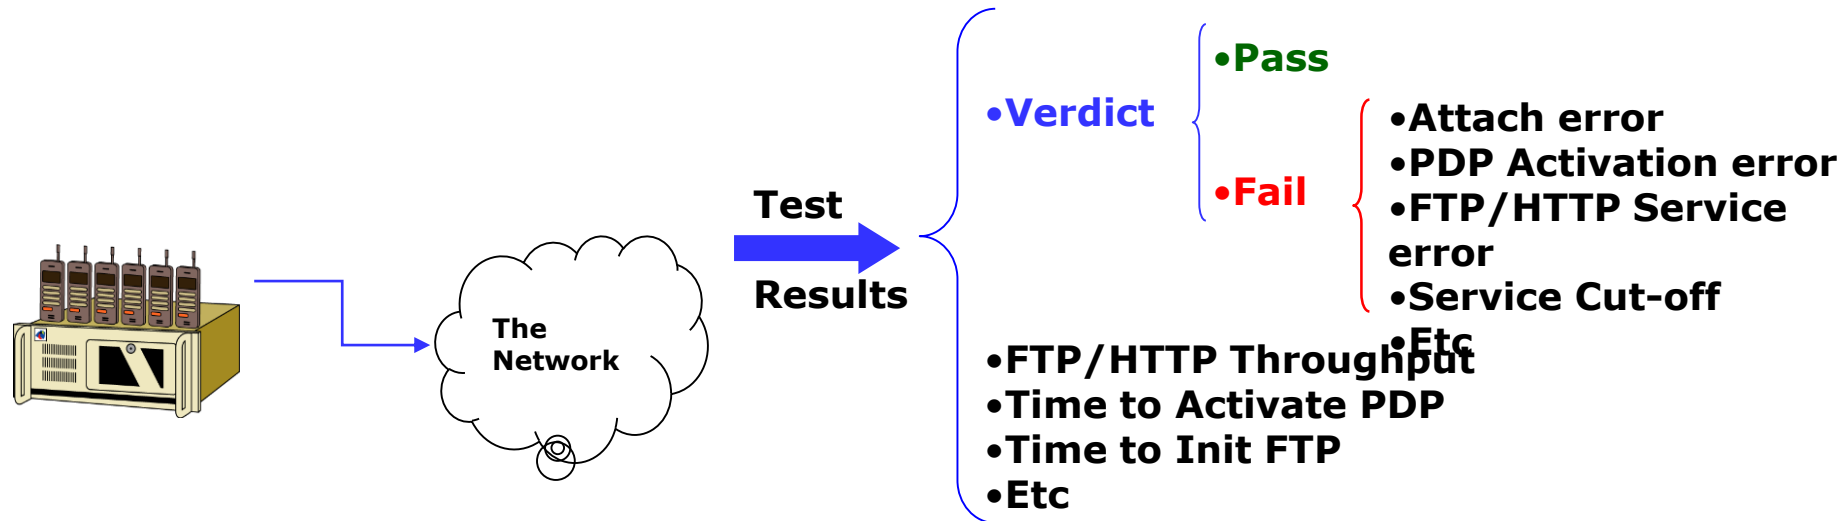 The
Network
Test
Results
•Verdict
•Pass
•Fail
•Attach error
•PDP Activation error
•FTP/HTTP Service
error
•Service Cut-off
•Etc
•FTP/HTTP Throughput
•Time to Activate PDP
•Time to Init FTP
•Etc